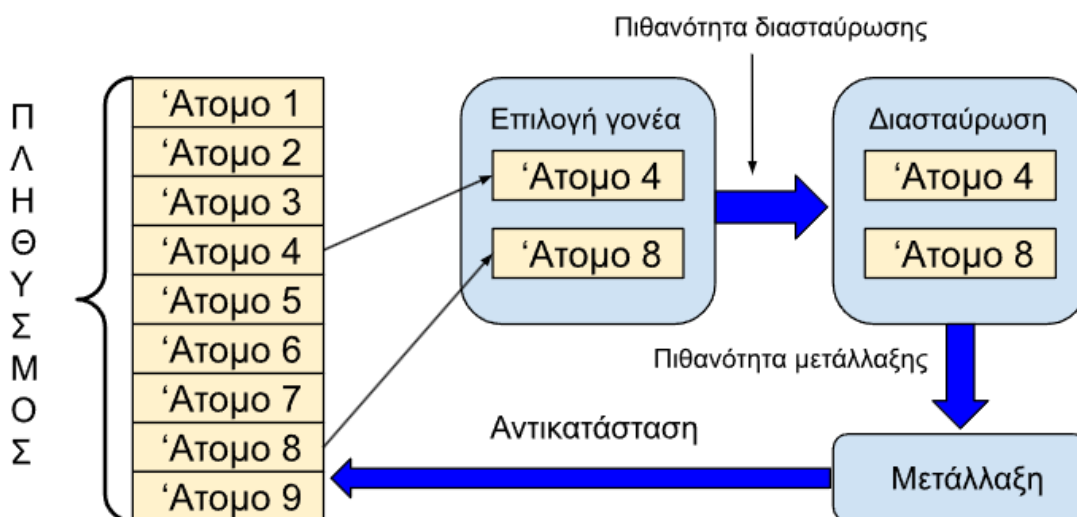 Π
Λ
Η
Θ
Υ
Σ
Μ
Ο
Σ
‘Ατομο 1
‘Ατομο 2
‘Ατομο 3
‘Ατομο 4
‘Ατομο 5
‘Ατομο 6
‘Ατομο 7
‘Ατομο 8
‘Ατομο 9
Επιλογή γονέα
‘Ατομο 4
‘Ατομο 8
Πιθανότητα διασταύρωσης
Διασταύρωση
‘Ατομο 4
‘Ατομο 8
Πιθανότητα μετάλλαξης
Μετάλλαξη
Αντικατάσταση